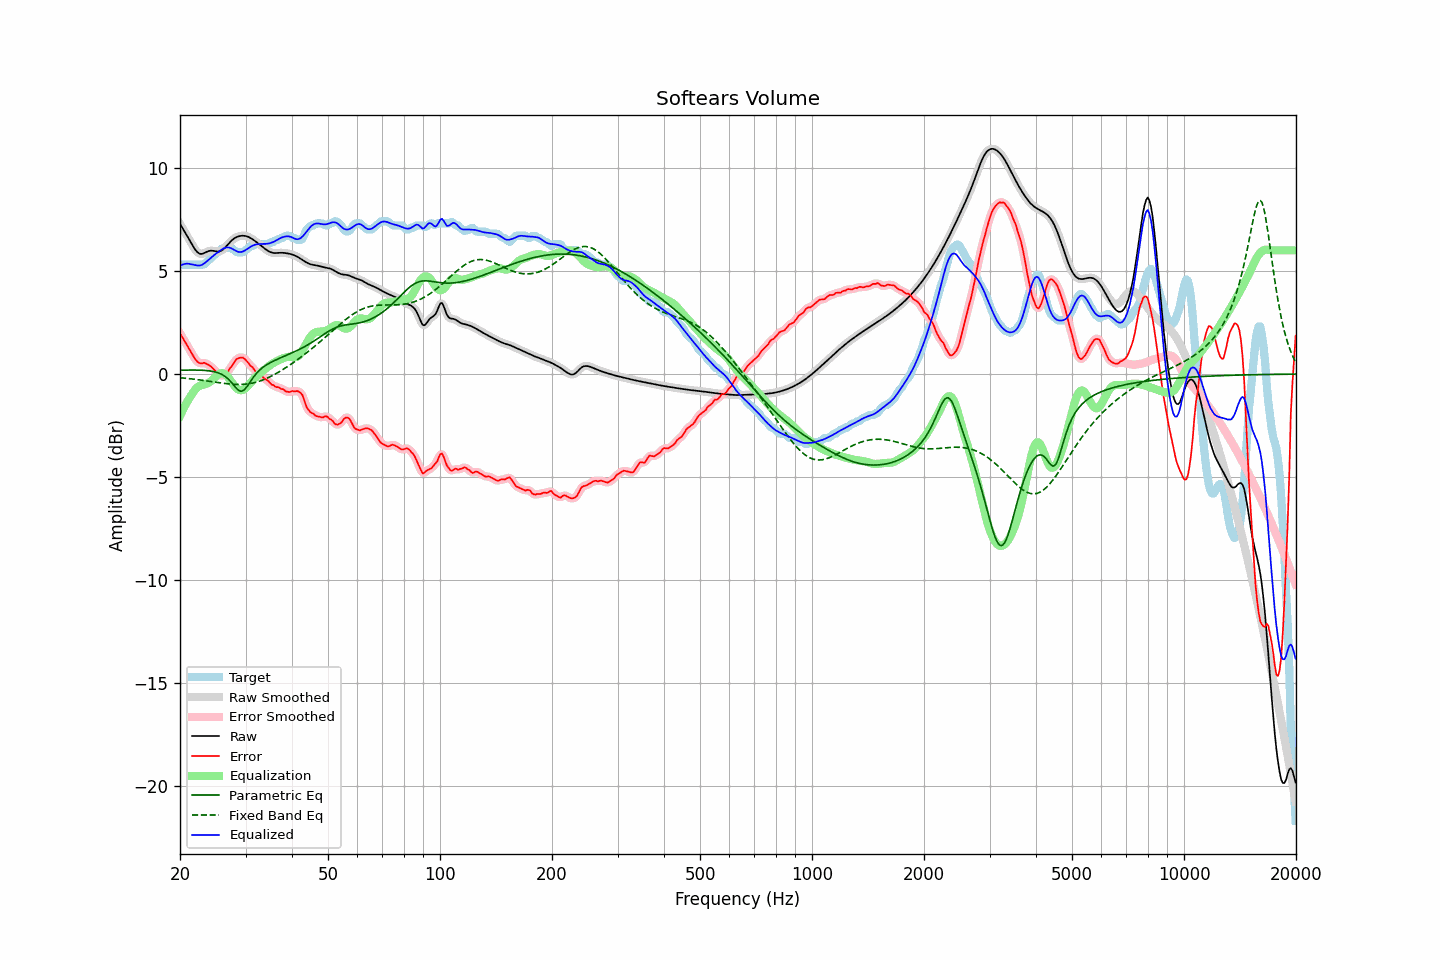 Softears Volume
Amplitude (dBr)
10
5
0
−5
−10
−15
−20
Target
Raw Smoothed
Error Smoothed
Raw
Error
Equalization
Parametric Eq
Fixed Band Eq
Equalized
20
50
100
200
500
1000
2000
5000
10000
20000
Frequency (Hz)